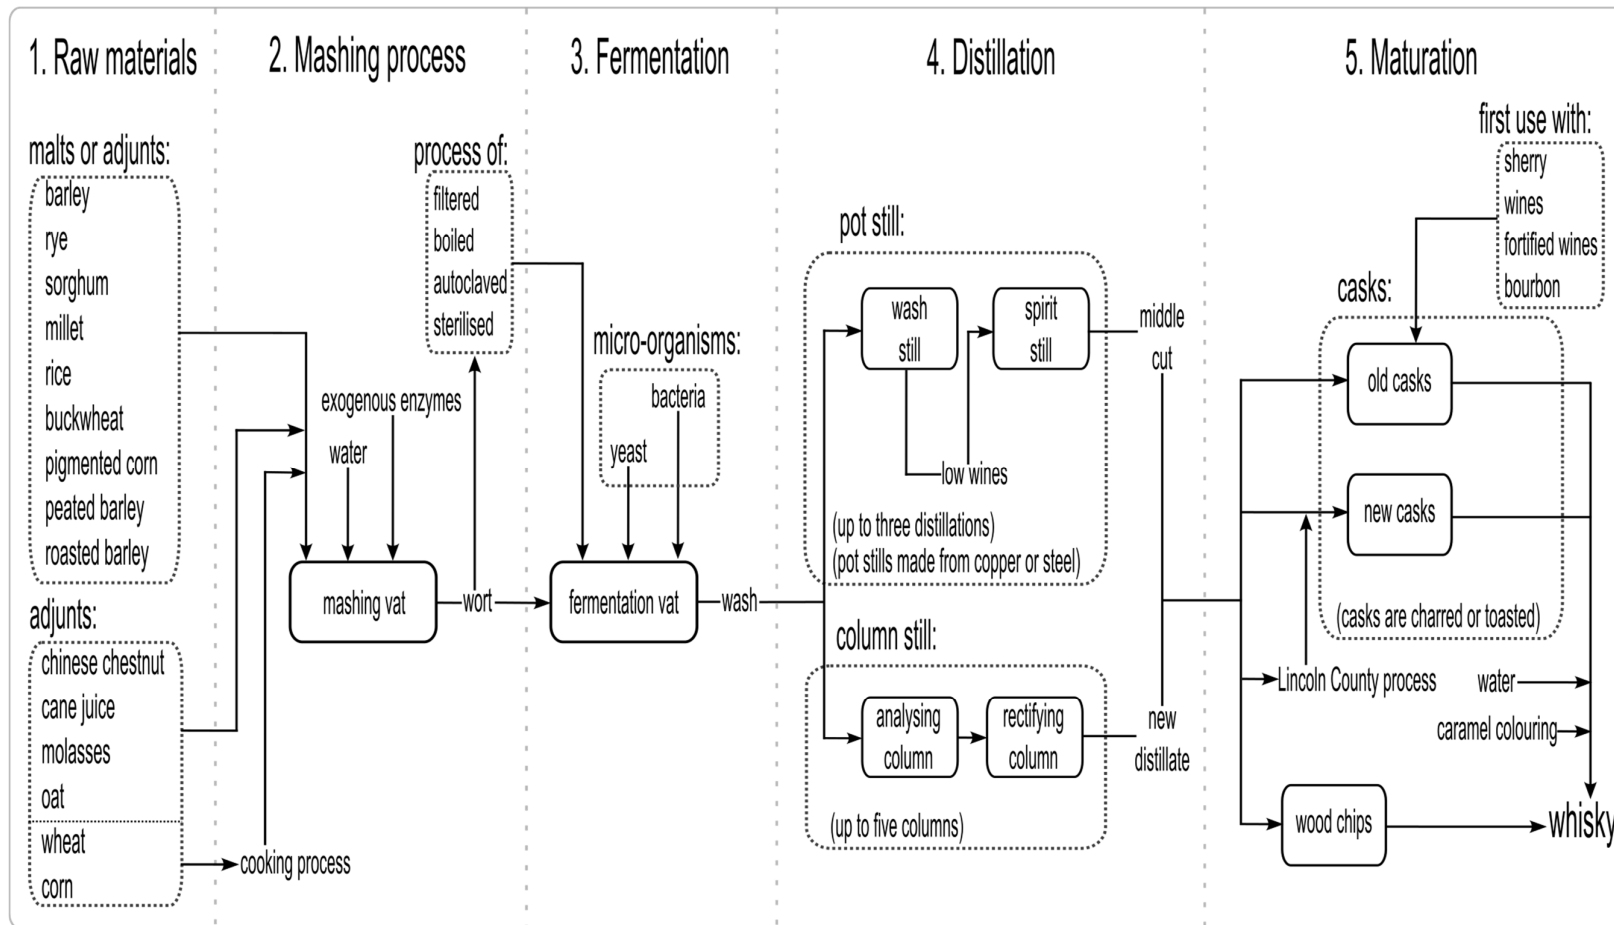 1. Raw materials
malts or adjunts:
barley
rye
sorghum
millet
rice
buckwheat
pigmented corn
peated barley
roasted barley
adjunts:
chinese chestnut
cane juice
molasses
oat
wheat
corn
2. Mashing process
process of:
filtered
boiled
autoclaved
sterilised
exogenous enzymes
water
mashing vat
wort
cooking process
3. Fermentation
micro-organisms:
bacteria
yeast
fermentation vat
wash
4. Distillation
pot still:
wash
still
spirit
still
low wines
(up to three distillations)
(pot stills made from copper or steel)
middle
cut
column still:
analysing
column
rectifying
column
(up to five columns)
new
distillate
5. Maturation
first use with:
sherry
wines
fortified wines
bourbon
casks:
old casks
new casks
(casks are charred or toasted)
Lincoln County process
water
caramel colouring
wood chips
whisky